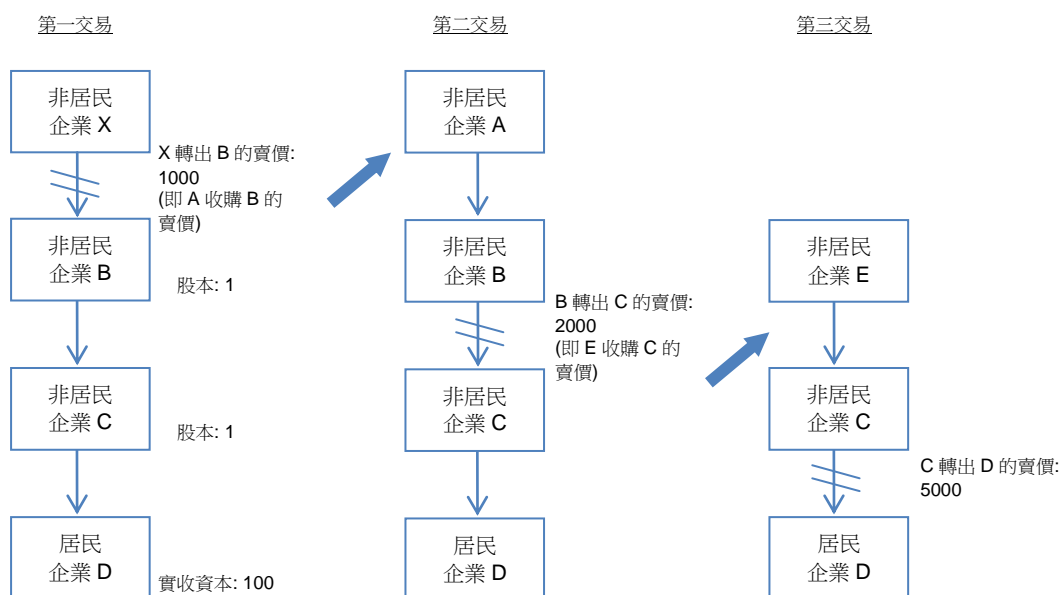 第一交易
非居民
企業 X
X 轉出 B 的賣價:
1000
(即 A 收購 B 的
賣價)
非居民
企業 B
股本: 1
非居民
企業 C
股本: 1
居民
企業 D
實收資本: 100
第二交易
非居民
企業 A
非居民
企業 B
B 轉出 C 的賣價:
2000
(即 E 收購 C 的
賣價)
非居民
企業 C
居民
企業 D
第三交易
非居民
企業 E
非居民
企業 C
C 轉出 D 的賣價:
5000
居民
企業 D